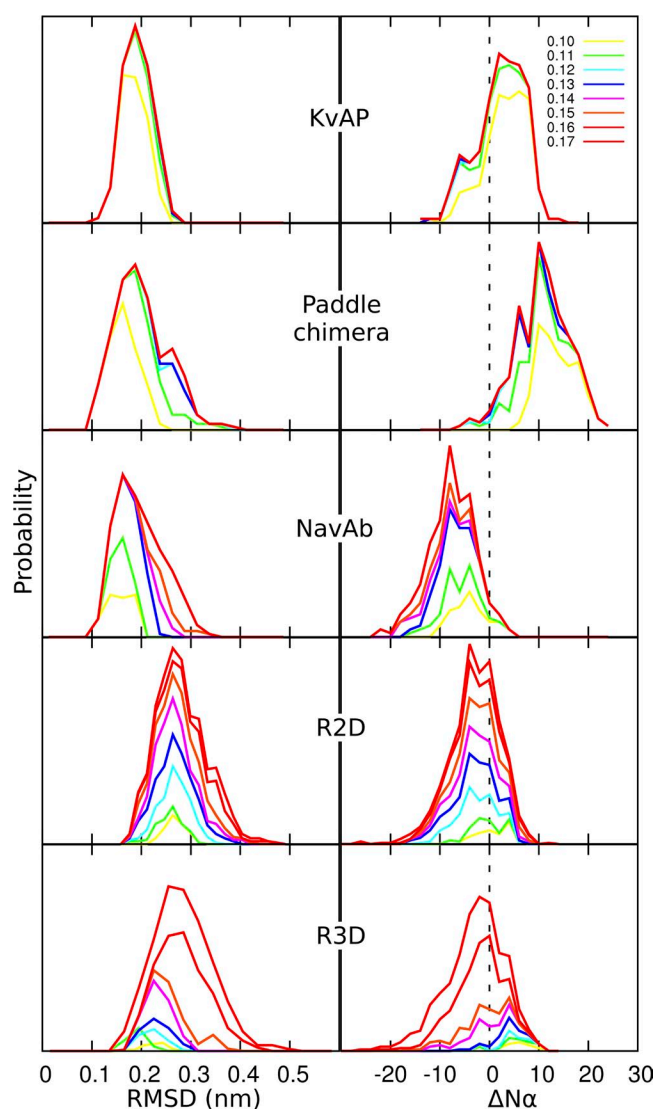 0.10
0.11
0.12
0.13
0.14
0.15
0.16
0.17
KvAP
Paddle
chimera
NavAb
R2D
R3D
Probability
0 0.1 0.2 0.3 0.4 0.5 -20 -10 0 10 20 30
RMSD (nm) ΔNα